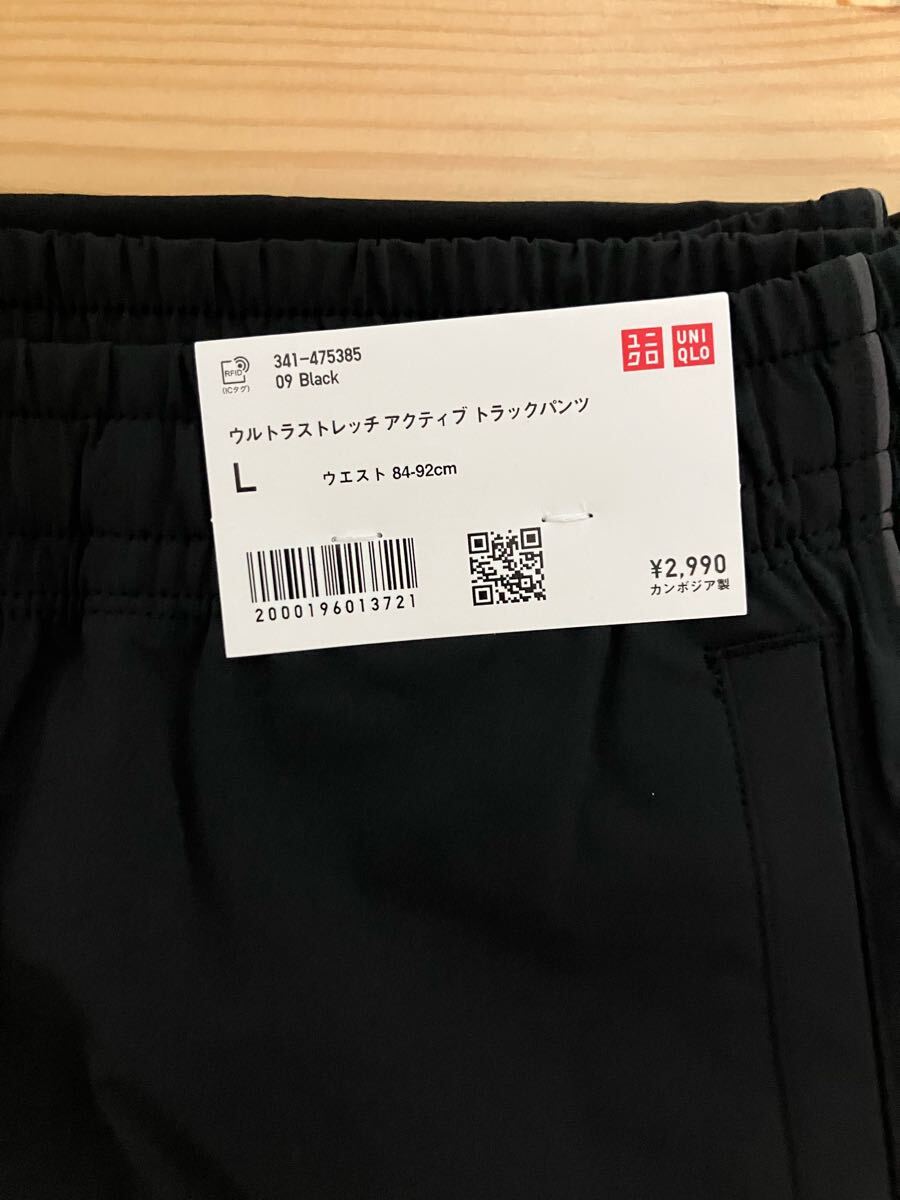 RFID
(ICタグ)
341-475385
09 Black
ユニ
クロ
UNI
QLO
ウルトラストレッチ アクティブ トラックパンツ
L
ウエスト 84-92cm
2000196013721
¥2,990
カンボジア製